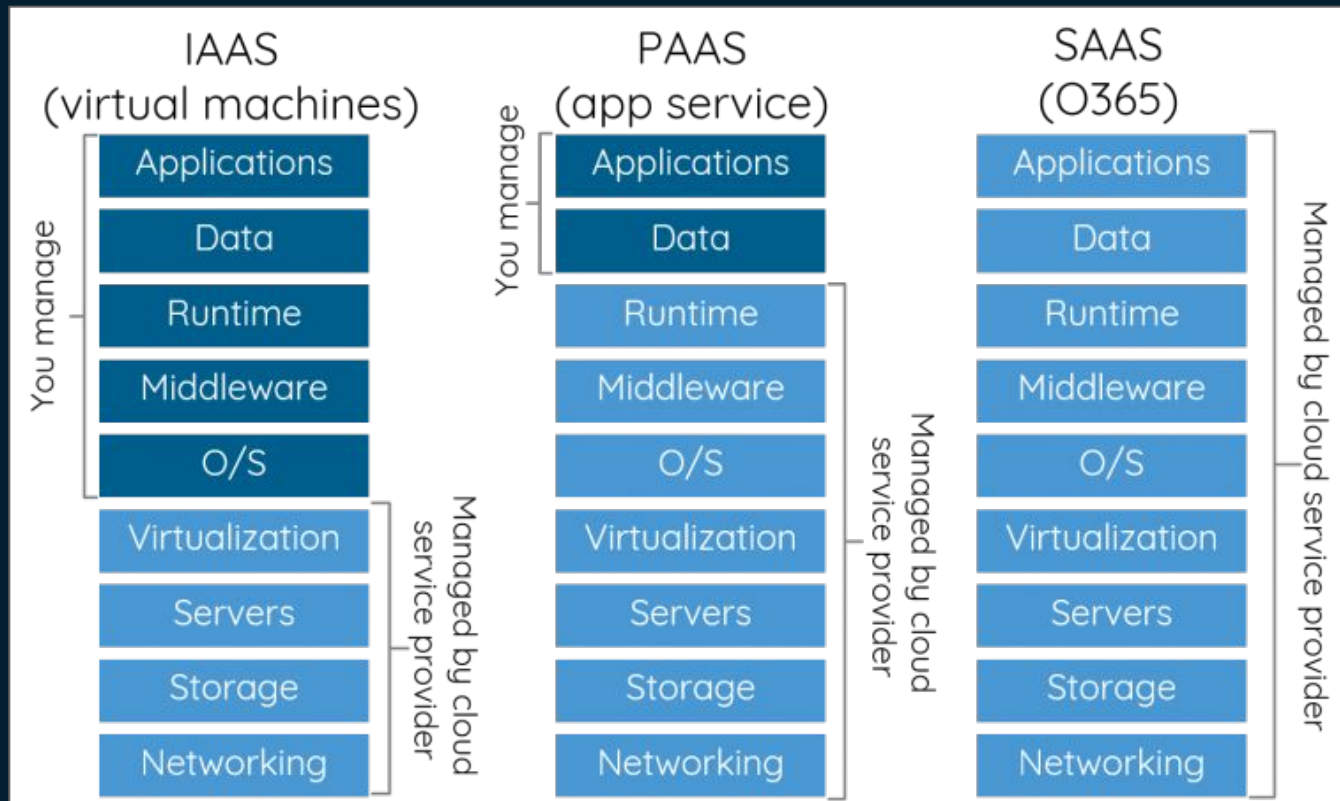 IAAS
(virtual machines)
You manage
Applications
Data
Runtime
Middleware
O/S
Virtualization
Servers
Storage
Networking
Managed by cloud
service provider
PAAS
(app service)
You manage
Applications
Data
Runtime
Middleware
O/S
Virtualization
Servers
Storage
Networking
Managed by cloud
service provider
SAAS
(O365)
Applications
Data
Runtime
Middleware
O/S
Virtualization
Servers
Storage
Networking
Managed by cloud service provider